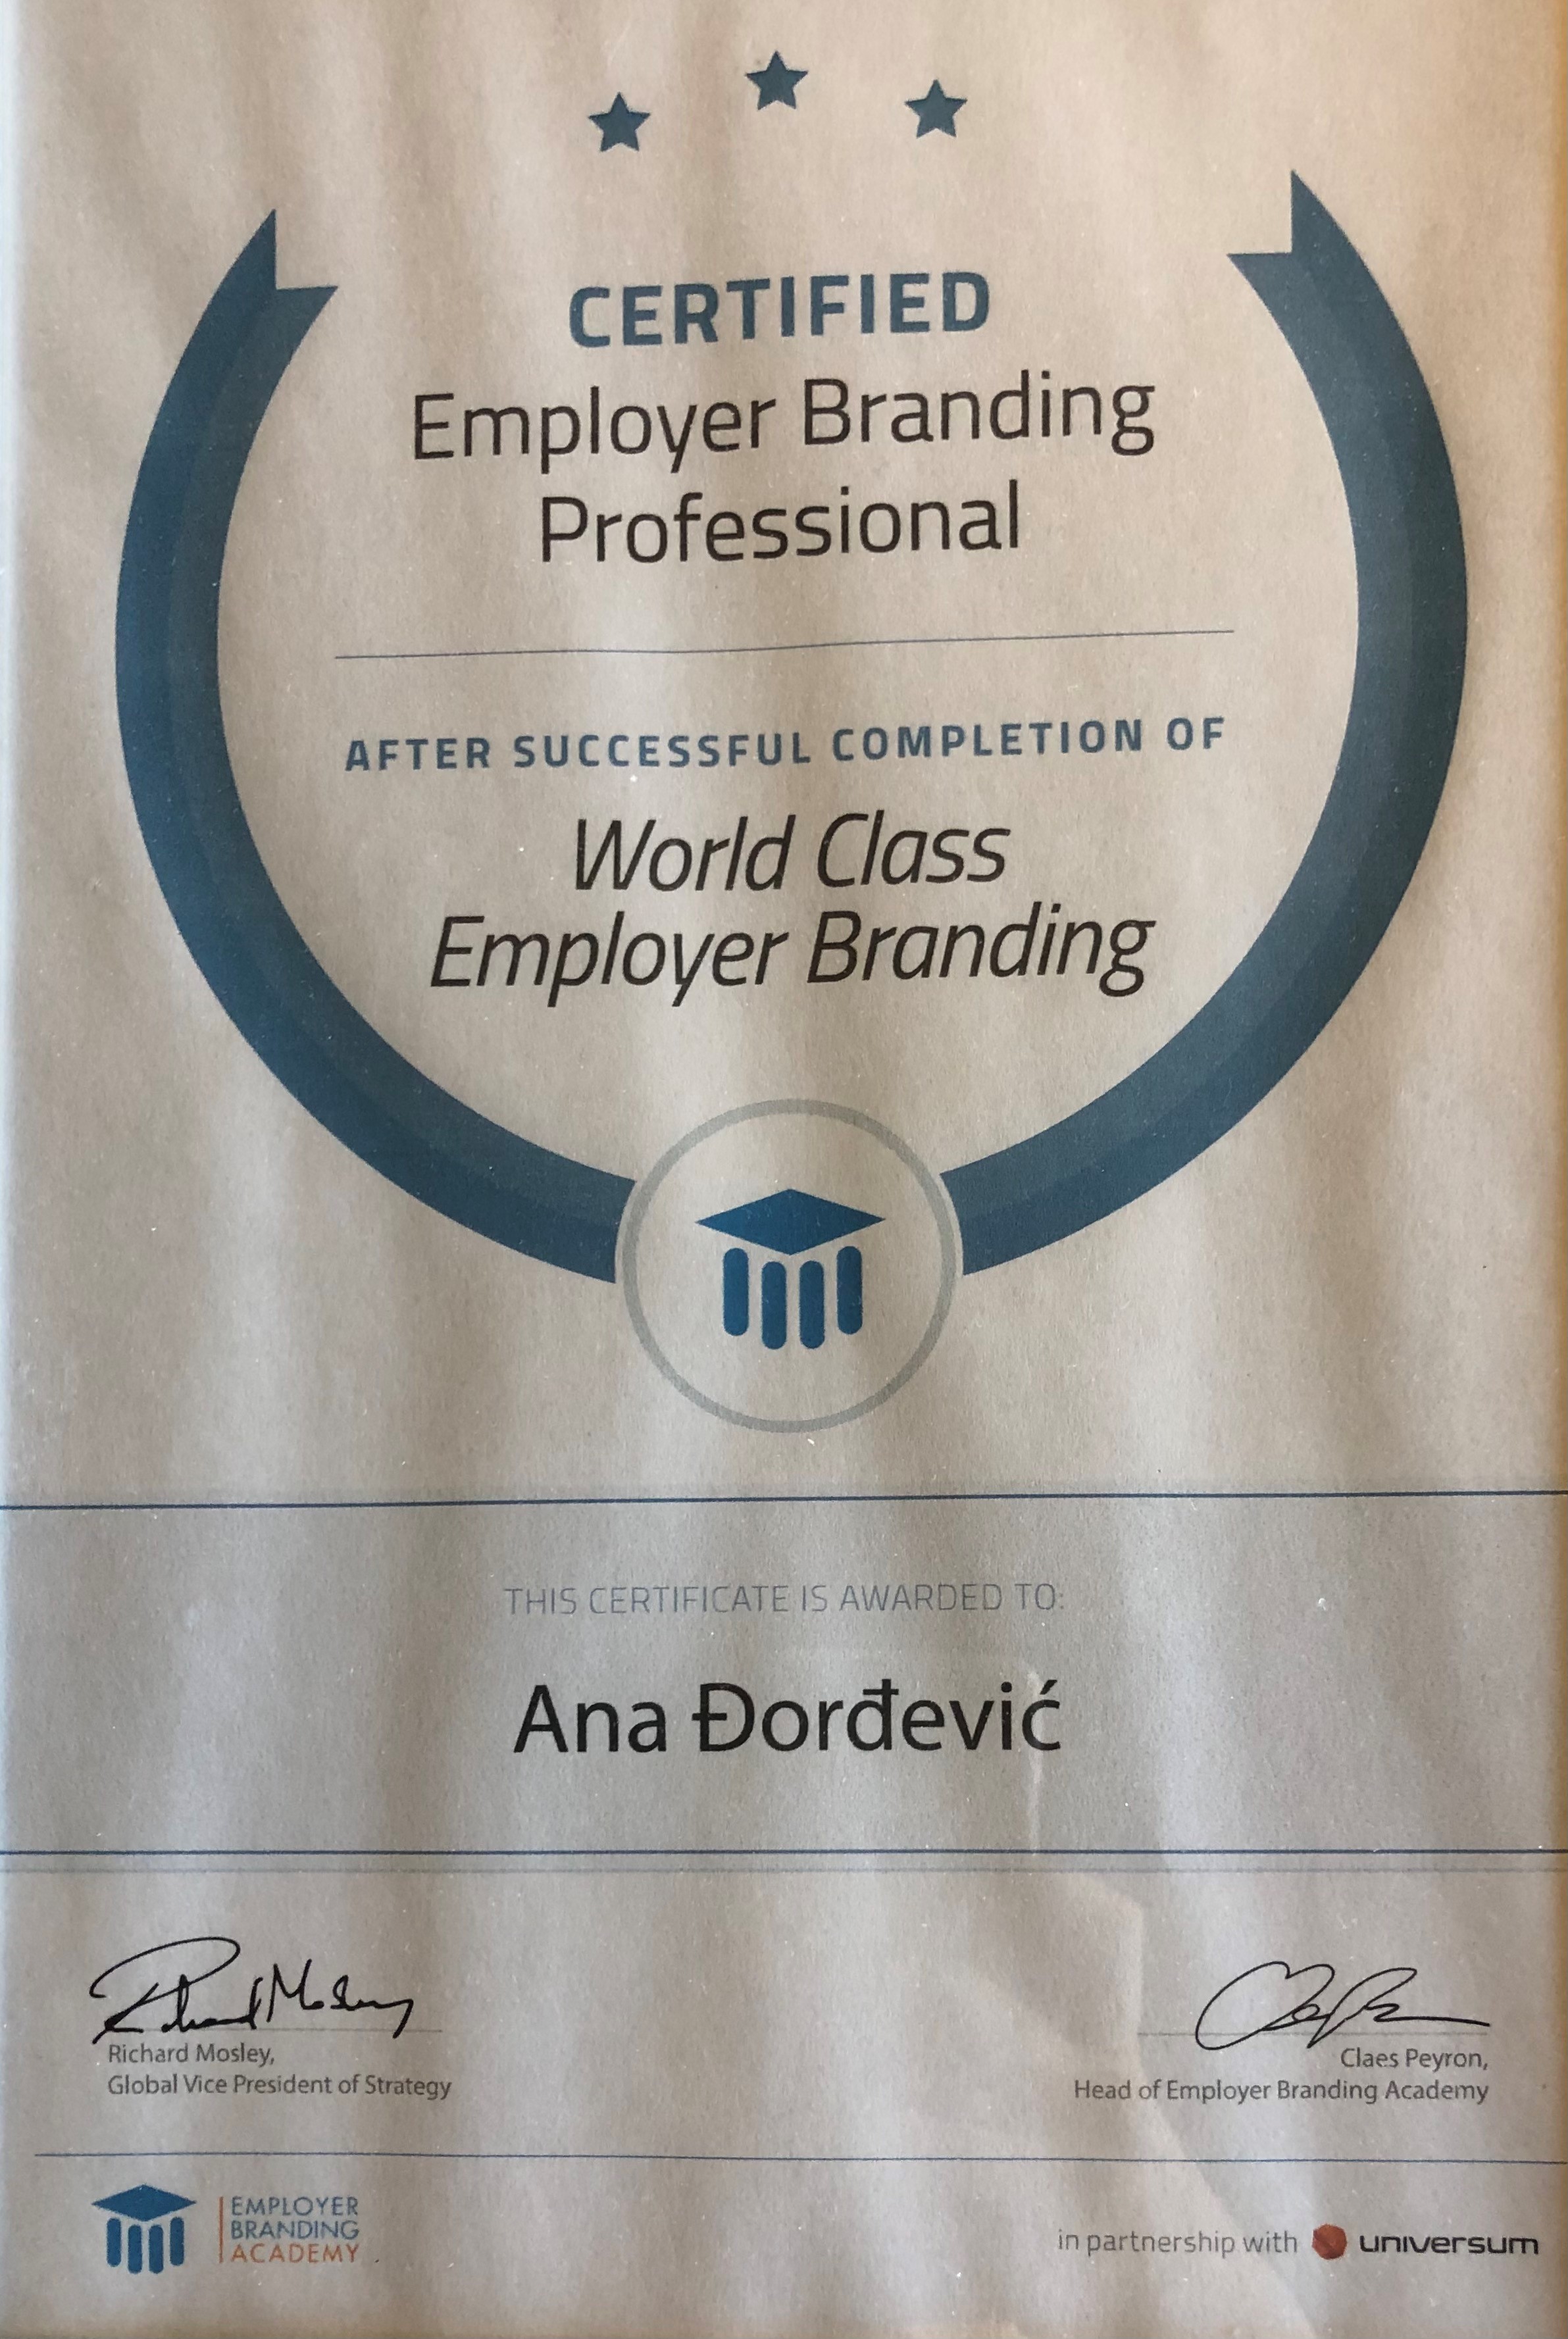 CERTIFIED
Employer Branding
Professional
AFTER SUCCESSFUL COMPLETION OF
World Class
Employer Branding
THIS CERTIFICATE IS AWARDED TO:
Ana Đorđević
Richard Mosley
Richard Mosley,
Global Vice President of Strategy
Claes Peyron,
Head of Employer Branding Academy
EMPLOYER
BRANDING
ACADEMY
in partnership with universum